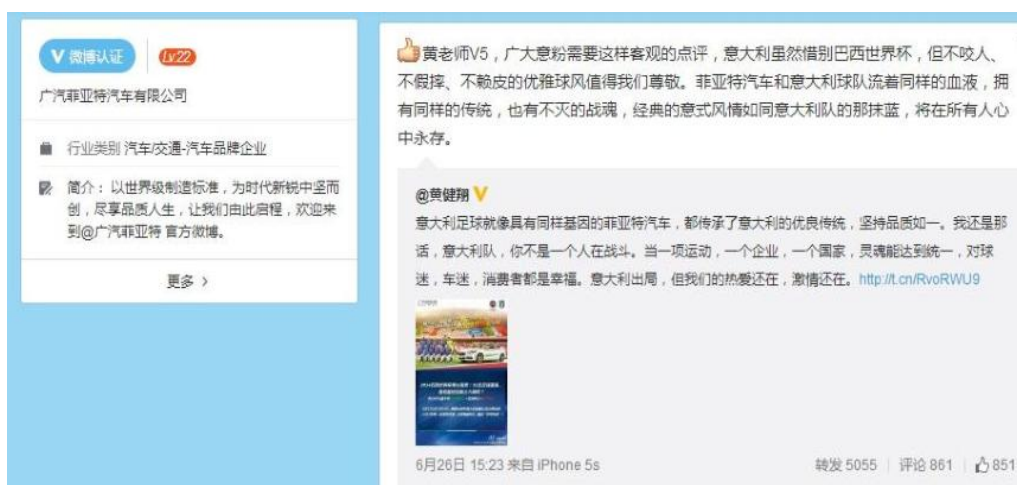 V 微博认证
Lv.22
广汽菲亚特汽车有限公司
行业类别 汽车/交通-汽车品牌企业
简介： 以世界级制造标准，为时代新锐中坚而
创，尽享品质人生，让我们由此启程，欢迎来
到@广汽菲亚特 官方微博。
更多 >
黄老师V5，广大意粉需要这样客观的点评，意大利虽然惜别巴西世界杯，但不咬人、
不假摔、不赖皮的优雅球风值得我们尊敬。菲亚特汽车和意大利球队流着同样的血液，拥
有同样的传统，也有不灭的战魂，经典的意式风情如同意大利队的那抹蓝，将在所有人心
中永存。
@黄健翔 V
意大利足球就像具有同样基因的菲亚特汽车，都传承了意大利的优良传统，坚持品质如一。我还是那
话，意大利队，你不是一个人在战斗。当一项运动，一个企业，一个国家，灵魂能达到统一，对球
迷，车迷，消费者都是幸福。意大利出局，但我们的热爱还在，激情还在。http://t.cn/RvoRWU9
6月26日 15:23 来自 iPhone 5s
转发 5055 评论 861 851